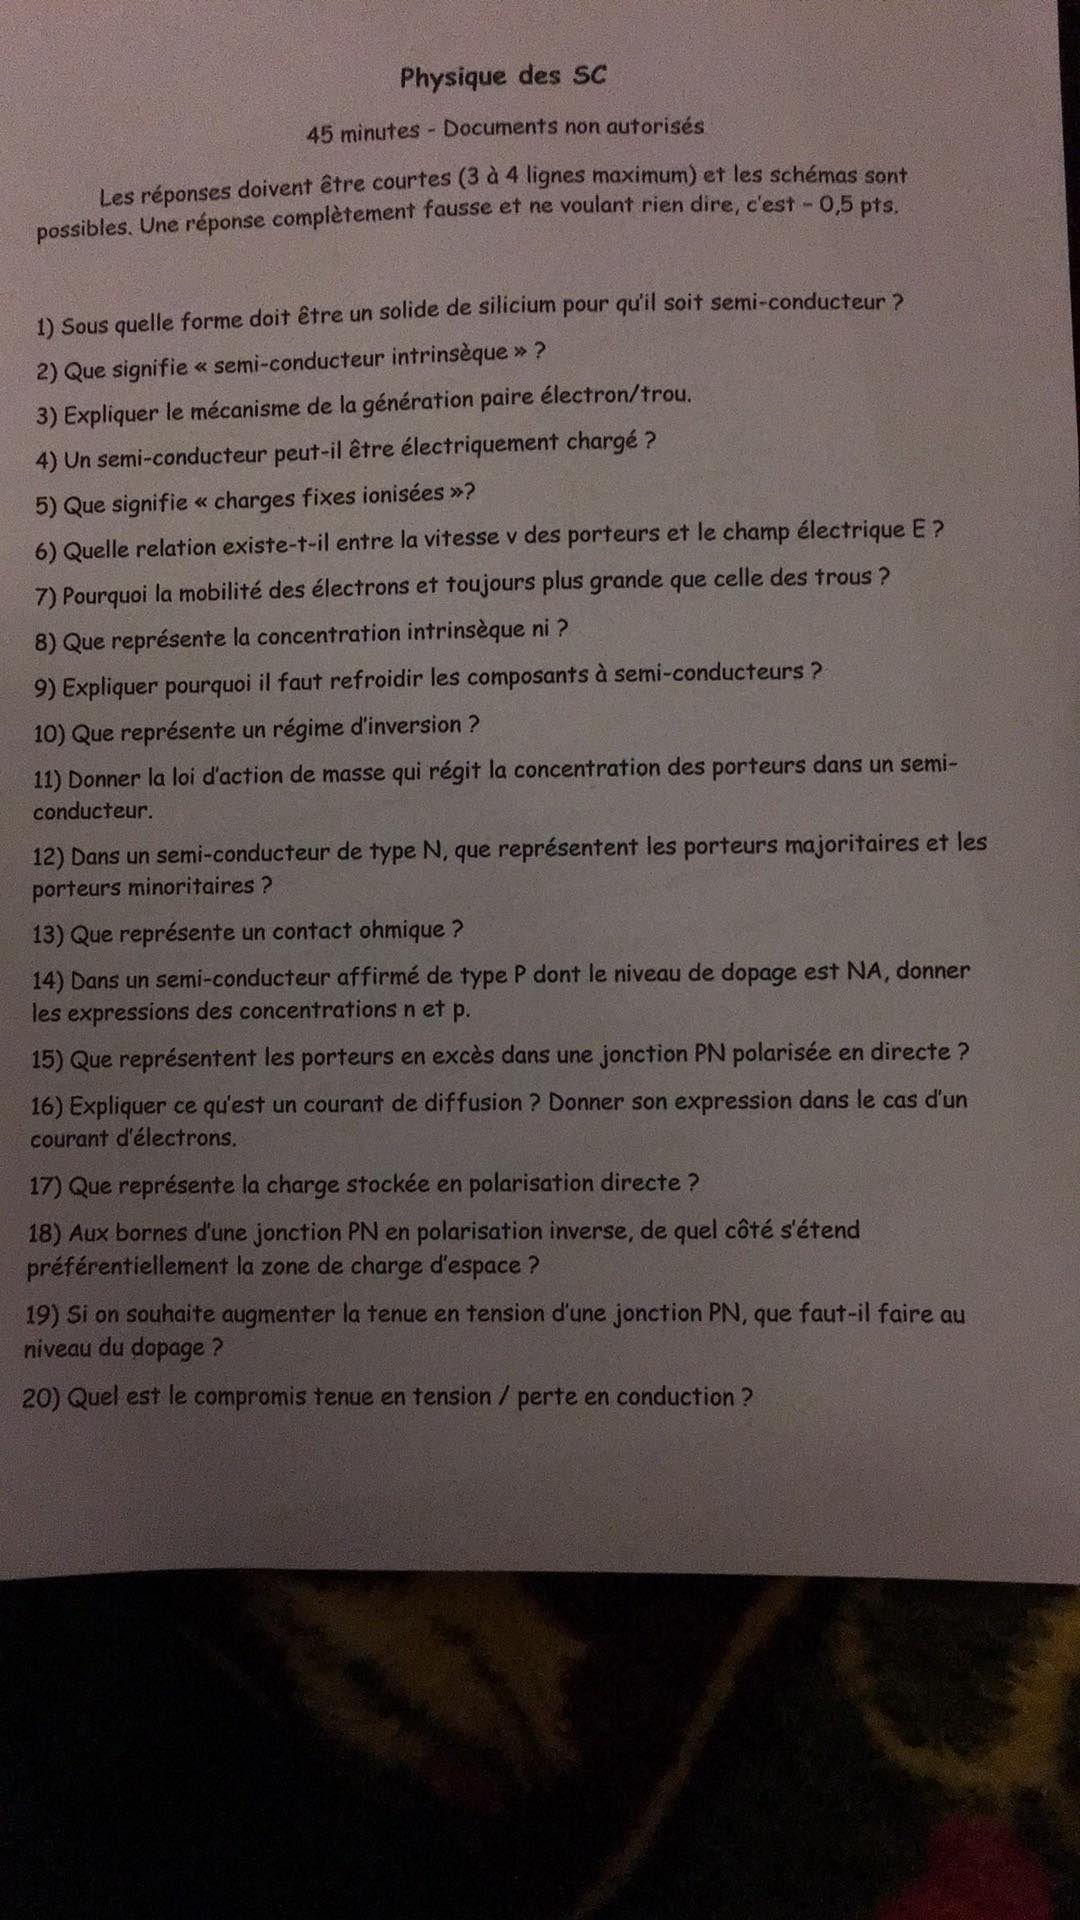 Physique des SC
45 minutes - Documents non autorisés
Les réponses doivent être courtes (3 à 4 lignes maximum) et les schémas sont
possibles. Une réponse complètement fausse et ne voulant rien dire, c'est - 0,5 pts.
1) Sous quelle forme doit être un solide de silicium pour qu'il soit semi-conducteur ?
2) Que signifie « semi-conducteur intrinsèque » ?
3) Expliquer le mécanisme de la génération paire électron/trou.
4) Un semi-conducteur peut-il être électriquement chargé ?
5) Que signifie « charges fixes ionisées »?
6) Quelle relation existe-t-il entre la vitesse v des porteurs et le champ électrique E ?
7) Pourquoi la mobilité des électrons et toujours plus grande que celle des trous ?
8) Que représente la concentration intrinsèque ni ?
9) Expliquer pourquoi il faut refroidir les composants à semi-conducteurs ?
10) Que représente un régime d'inversion ?
11) Donner la loi d'action de masse qui régit la concentration des porteurs dans un semi-
conducteur.
12) Dans un semi-conducteur de type N, que représentent les porteurs majoritaires et les
porteurs minoritaires ?
13) Que représente un contact ohmique ?
14) Dans un semi-conducteur affirmé de type P dont le niveau de dopage est NA, donner
les expressions des concentrations n et p.
15) Que représentent les porteurs en excès dans une jonction PN polarisée en directe ?
16) Expliquer ce qu'est un courant de diffusion ? Donner son expression dans le cas d'un
courant d'électrons.
17) Que représente la charge stockée en polarisation directe ?
18) Aux bornes d'une jonction PN en polarisation inverse, de quel côté s'étend
préférentiellement la zone de charge d'espace ?
19) Si on souhaite augmenter la tenue en tension d'une jonction PN, que faut-il faire au
niveau du dopage ?
20) Quel est le compromis tenue en tension / perte en conduction ?